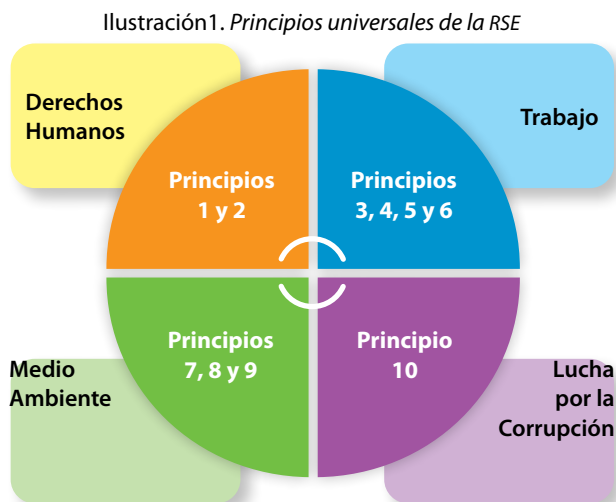 Ilustración1. Principios universales de la RSE
Derechos
Humanos
Trabajo
Principios
1 y 2
Principios
3, 4, 5 y 6
Principios
7, 8 y 9
Principio
10
Medio
Ambiente
Lucha
por la
Corrupción